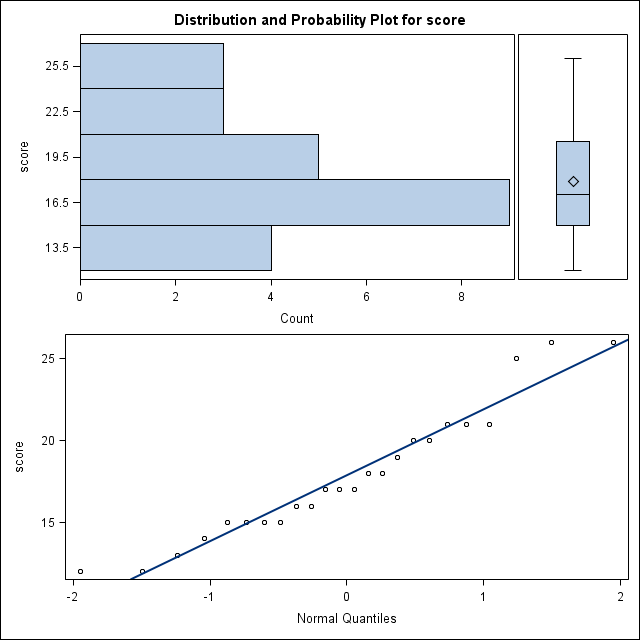 Distribution and Probability Plot for score
25.5
22.5
19.5
16.5
13.5
score
0 2 4 6 8
Count
25
20
15
score
-2 -1 0 1 2
Normal Quantiles